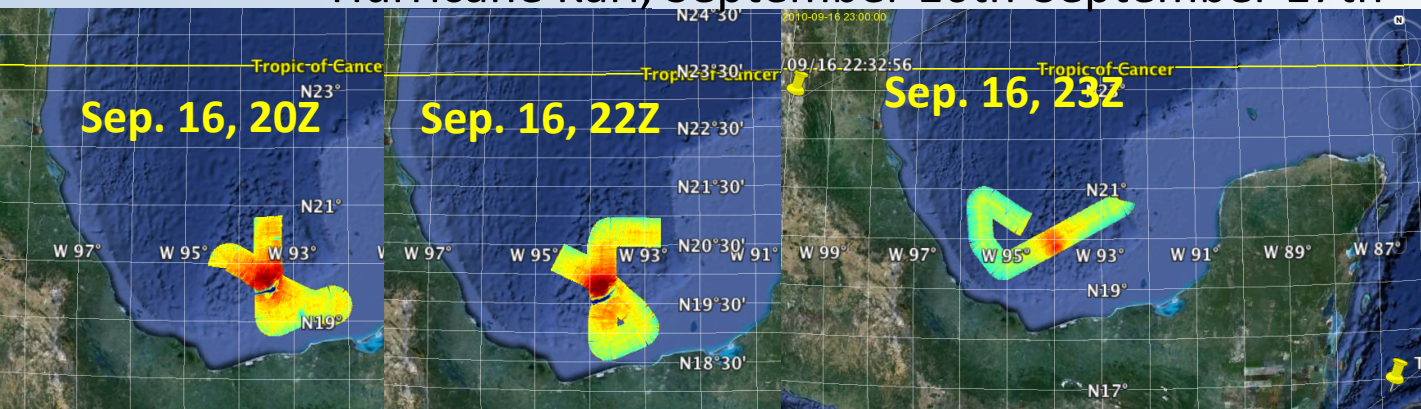 Hurricane Karl, September 16th-September 17th
Tropic of Cance
N23°
Sep. 16, 20Z
N21°
W 97°
W 95°
W 93°
N19°
N24°30'
N23°30'
Tropic of Cancer
Sep. 16, 22Z
N22°30'
N21°30'
W 97°
W 95°
W 93°
N20°30'
W 91°
N19°30'
N18°30'
2010-09-16 23:00:00
N
09/16 22:32:56
Tropic of Cancer
N23°
Sep. 16, 23Z
N21°
W 99°
W 97°
W 95°
W 93°
W 91°
W 89°
W 87°
N19°
N17°
T